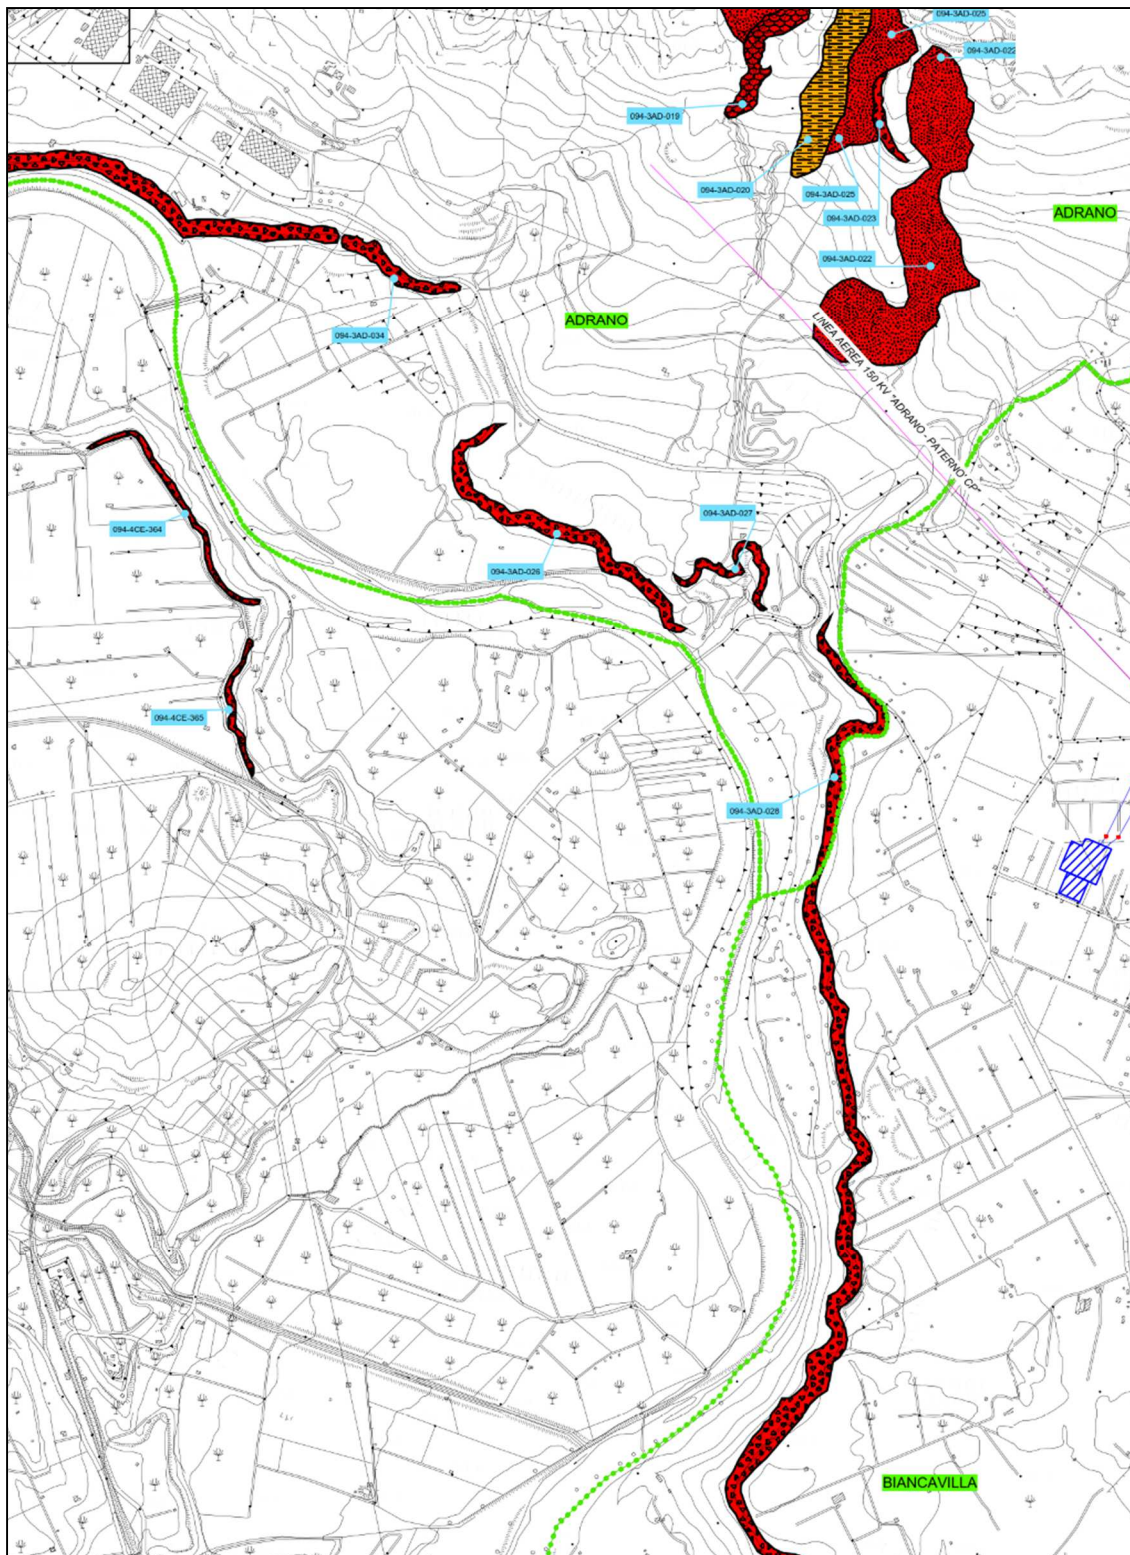 094-3AD-025
094-3AD-022
094-3AD-019
094-3AD-020
094-3AD-025
094-3AD-023
ADRANO
094-3AD-022
ADRANO
094-3AD-034
LINEA AEREA 150 KV "ADRANO - PATERNO CP"
094-3AD-027
094-4CE-364
094-3AD-026
094-4CE-365
094-3AD-028
BIANCAVILLA